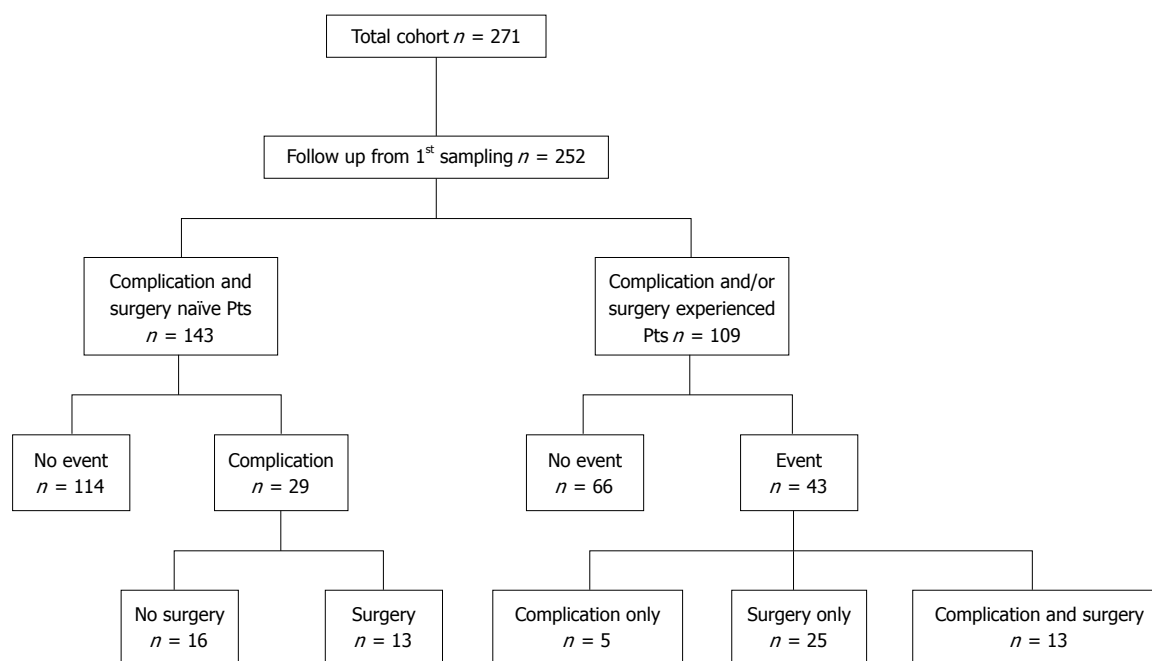 Total cohort n = 271
Follow up from 1st sampling n = 252
Complication and
surgery naïve Pts
n = 143
Complication and/or
surgery experienced
Pts n = 109
No event
n = 114
Complication
n = 29
No event
n = 66
Event
n = 43
No surgery
n = 16
Surgery
n = 13
Complication only
n = 5
Surgery only
n = 25
Complication and surgery
n = 13